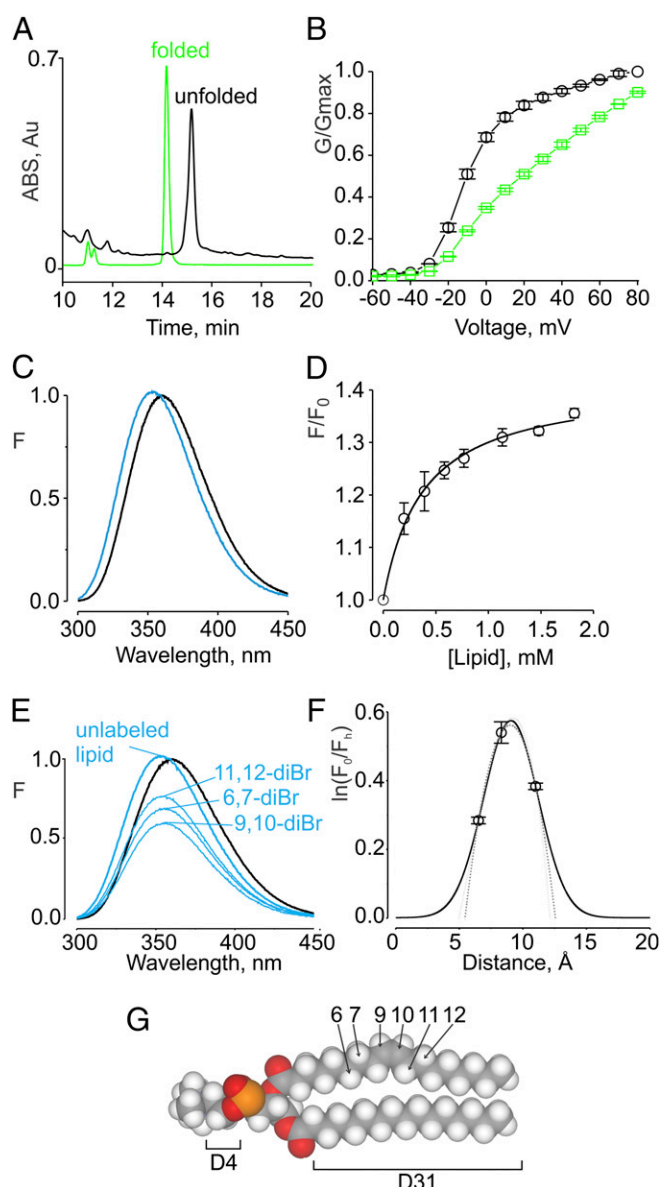 A
0.7
folded
unfolded
ABS, Au
0
10 12 14 16 18 20
Time, min
B
G/Gmax
1.0
0.8
0.6
0.4
0.2
0.0
-60 -40 -20 0 20 40 60 80
Voltage, mV
C
1.0
F
0.5
0.0
300 350 400 450
Wavelength, nm
D
F/F0
1.4
1.3
1.2
1.1
1.0
0.0 0.5 1.0 1.5 2.0
[Lipid], mM
E
unlabeled
lipid
1.0
11,12-diBr
F
6,7-diBr
0.5
9,10-diBr
0.0
300 350 400 450
Wavelength, nm
F
ln(F0/Fh)
0.6
0.4
0.2
0.0
0 5 10 15 20
Distance, Å
G
6 7 9 10 11 12
D4
D31